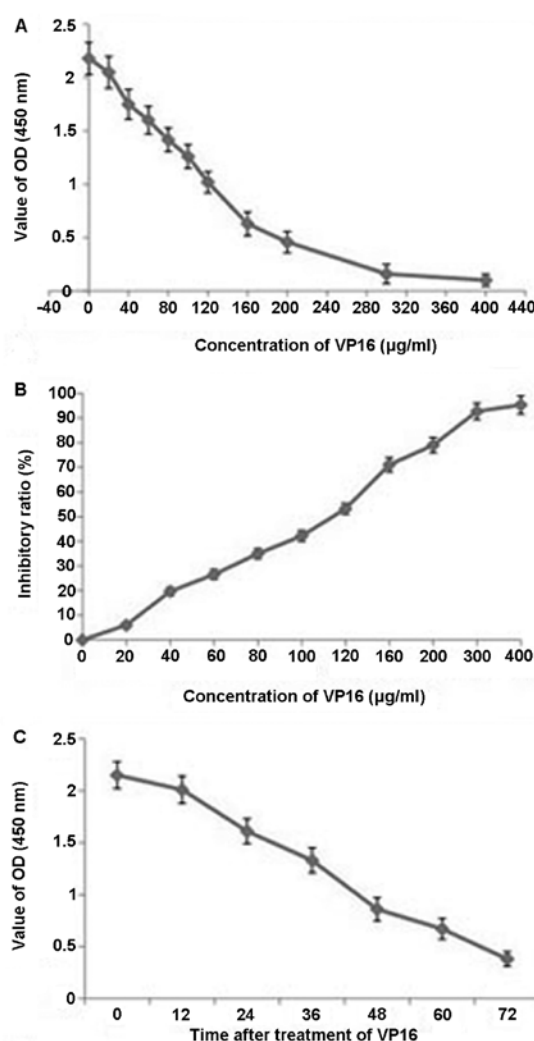 A
2.5
2
1.5
1
0.5
0
-40 0 40 80 120 160 200 240 280 320 360 400 440
Value of OD (450 nm)
Concentration of VP16 (µg/ml)
B
100
90
80
70
60
50
40
30
20
10
0
0 20 40 60 80 100 120 160 200 300 400
Inhibitory ratio (%)
Concentration of VP16 (µg/ml)
C
2.5
2
1.5
1
0.5
0
0 12 24 36 48 60 72
Value of OD (450 nm)
Time after treatment of VP16